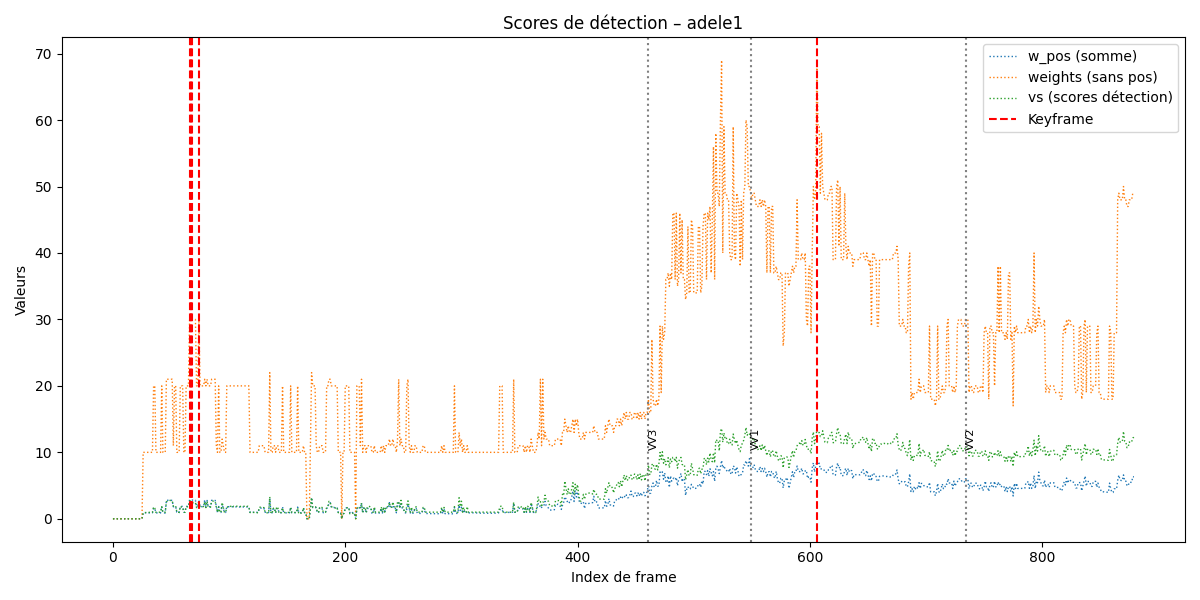 Scores de détection – adele1
Valeurs
70
60
50
40
30
20
10
0
w_pos (somme)
weights (sans pos)
vs (scores détection)
Keyframe
VV3
VV1
VV2
0
200
400
600
800
Index de frame